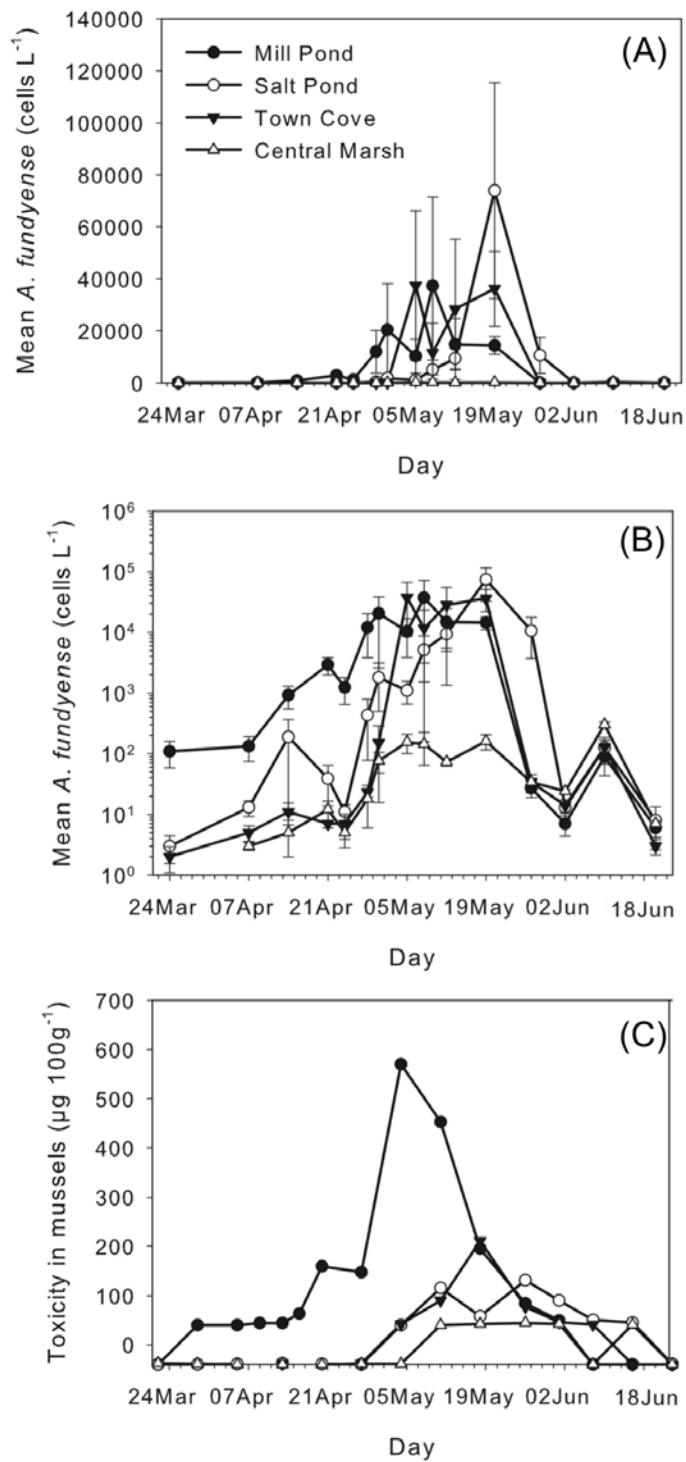 (A)
Mean A. fundyense (cells L-1)
140000
120000
100000
80000
60000
40000
20000
0
Mill Pond
Salt Pond
Town Cove
Central Marsh
24Mar 07Apr 21Apr 05May 19May 02Jun 18Jun
Day
(B)
Mean A. fundyense (cells L-1)
10^6
10^5
10^4
10^3
10^2
10^1
10^0
24Mar 07Apr 21Apr 05May 19May 02Jun 18Jun
Day
(C)
Toxicity in mussels (µg 100g-1)
700
600
500
400
300
200
100
0
24Mar 07Apr 21Apr 05May 19May 02Jun 18Jun
Day